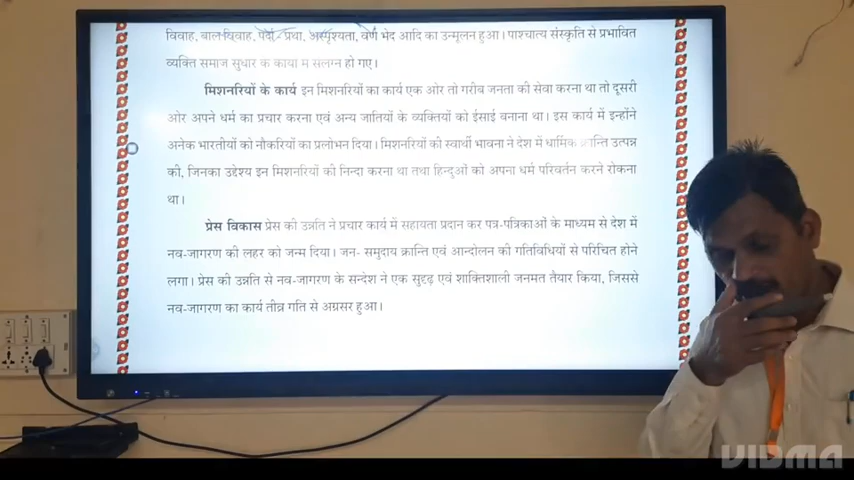 विवाह, बाल विवाह, पर्दा - प्रथा, अस्पृश्यता, वर्ण भेद आदि का उन्मूलन हुआ। पाश्चात्य संस्कृति से प्रभावित
व्यक्ति समाज सुधार के कार्यो में सलग्न हो गए।
मिशनरियों के कार्य इन मिशनरियों का कार्य एक ओर तो गरीब जनता की सेवा करना था तो दूसरी
ओर अपने धर्म का प्रचार करना एवं अन्य जातियों के व्यक्तियों को ईसाई बनाना था। इस कार्य में इन्होंने
अनेक भारतीयों को नौकरियों का प्रलोभन दिया। मिशनरियों की स्वार्थी भावना ने देश में धार्मिक क्रान्ति उत्पन्न
की, जिनका उद्देश्य इन मिशनरियों की निन्दा करना था तथा हिन्दुओं को अपना धर्म परिवर्तन करने रोकना
था।
प्रेस विकास प्रेस की उन्नति ने प्रचार कार्य में सहायता प्रदान कर पत्र-पत्रिकाओं के माध्यम से देश में
नव-जागरण की लहर को जन्म दिया। जन- समुदाय क्रान्ति एवं आन्दोलन की गतिविधियों से परिचित होने
लगा। प्रेस की उन्नति से नव-जागरण के सन्देश ने एक सुदृढ़ एवं शाक्तिशाली जनमत तैयार किया, जिससे
नव-जागरण का कार्य तीव्र गति से अग्रसर हुआ।
VIDMA